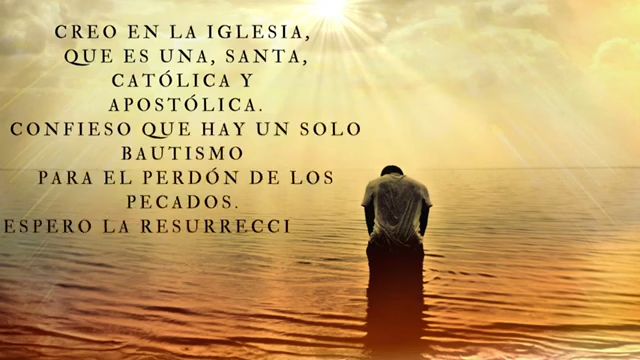 CREO EN LA IGLESIA,
QUE ES UNA, SANTA,
CATÓLICA Y
APOSTÓLICA.
CONFIESO QUE HAY UN SOLO
BAUTISMO
PARA EL PERDÓN DE LOS
PECADOS.
ESPERO LA RESURRECCI